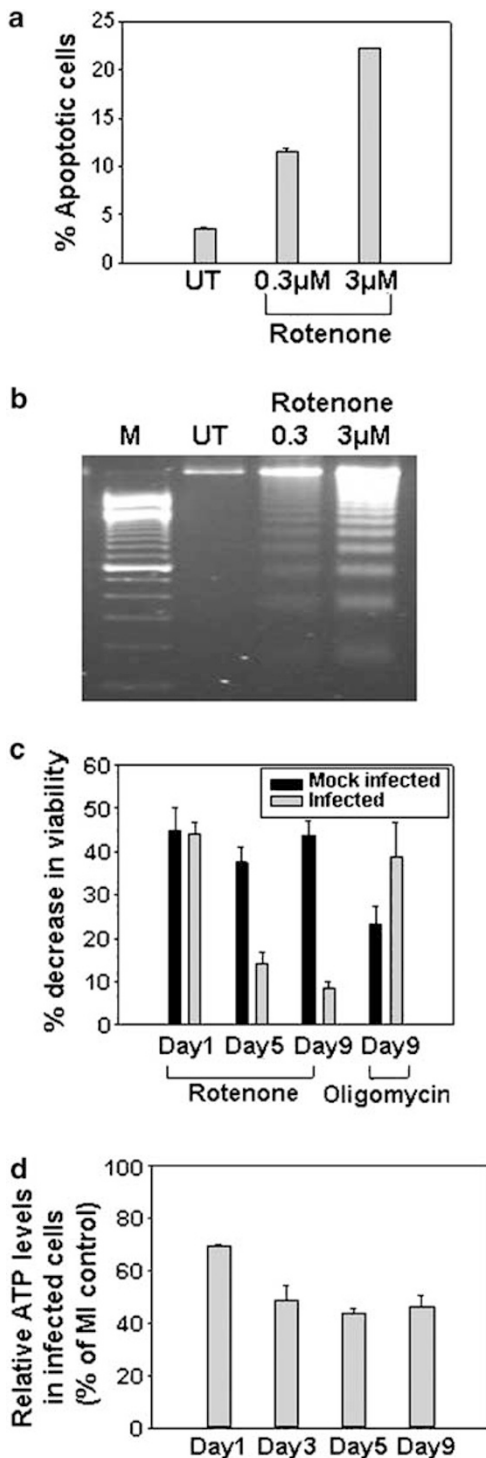 a
% Apoptotic cells
25
20
15
10
5
0
UT 0.3µM 3µM
Rotenone
b
Rotenone
M UT 0.3 3µM
c
% decrease in viability
60
50
40
30
20
10
0
Mock infected
Infected
Day1 Day5 Day9 Day9
Rotenone Oligomycin
d
Relative ATP levels
in infected cells
(% of MI control)
100
80
60
40
20
0
Day1 Day3 Day5 Day9